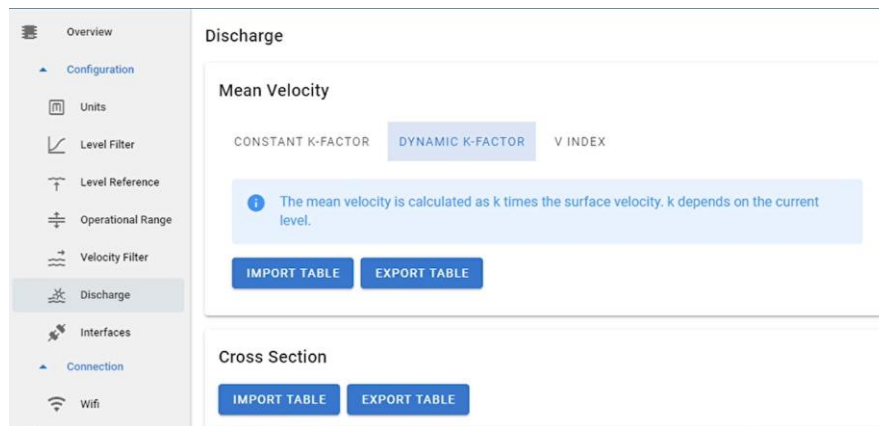 Overview
Configuration
Units
Level Filter
Level Reference
Operational Range
Velocity Filter
Discharge
Interfaces
Connection
Wifi
Discharge
Mean Velocity
CONSTANT K-FACTOR DYNAMIC K-FACTOR V INDEX
The mean velocity is calculated as k times the surface velocity. k depends on the current
level.
IMPORT TABLE EXPORT TABLE
Cross Section
IMPORT TABLE EXPORT TABLE